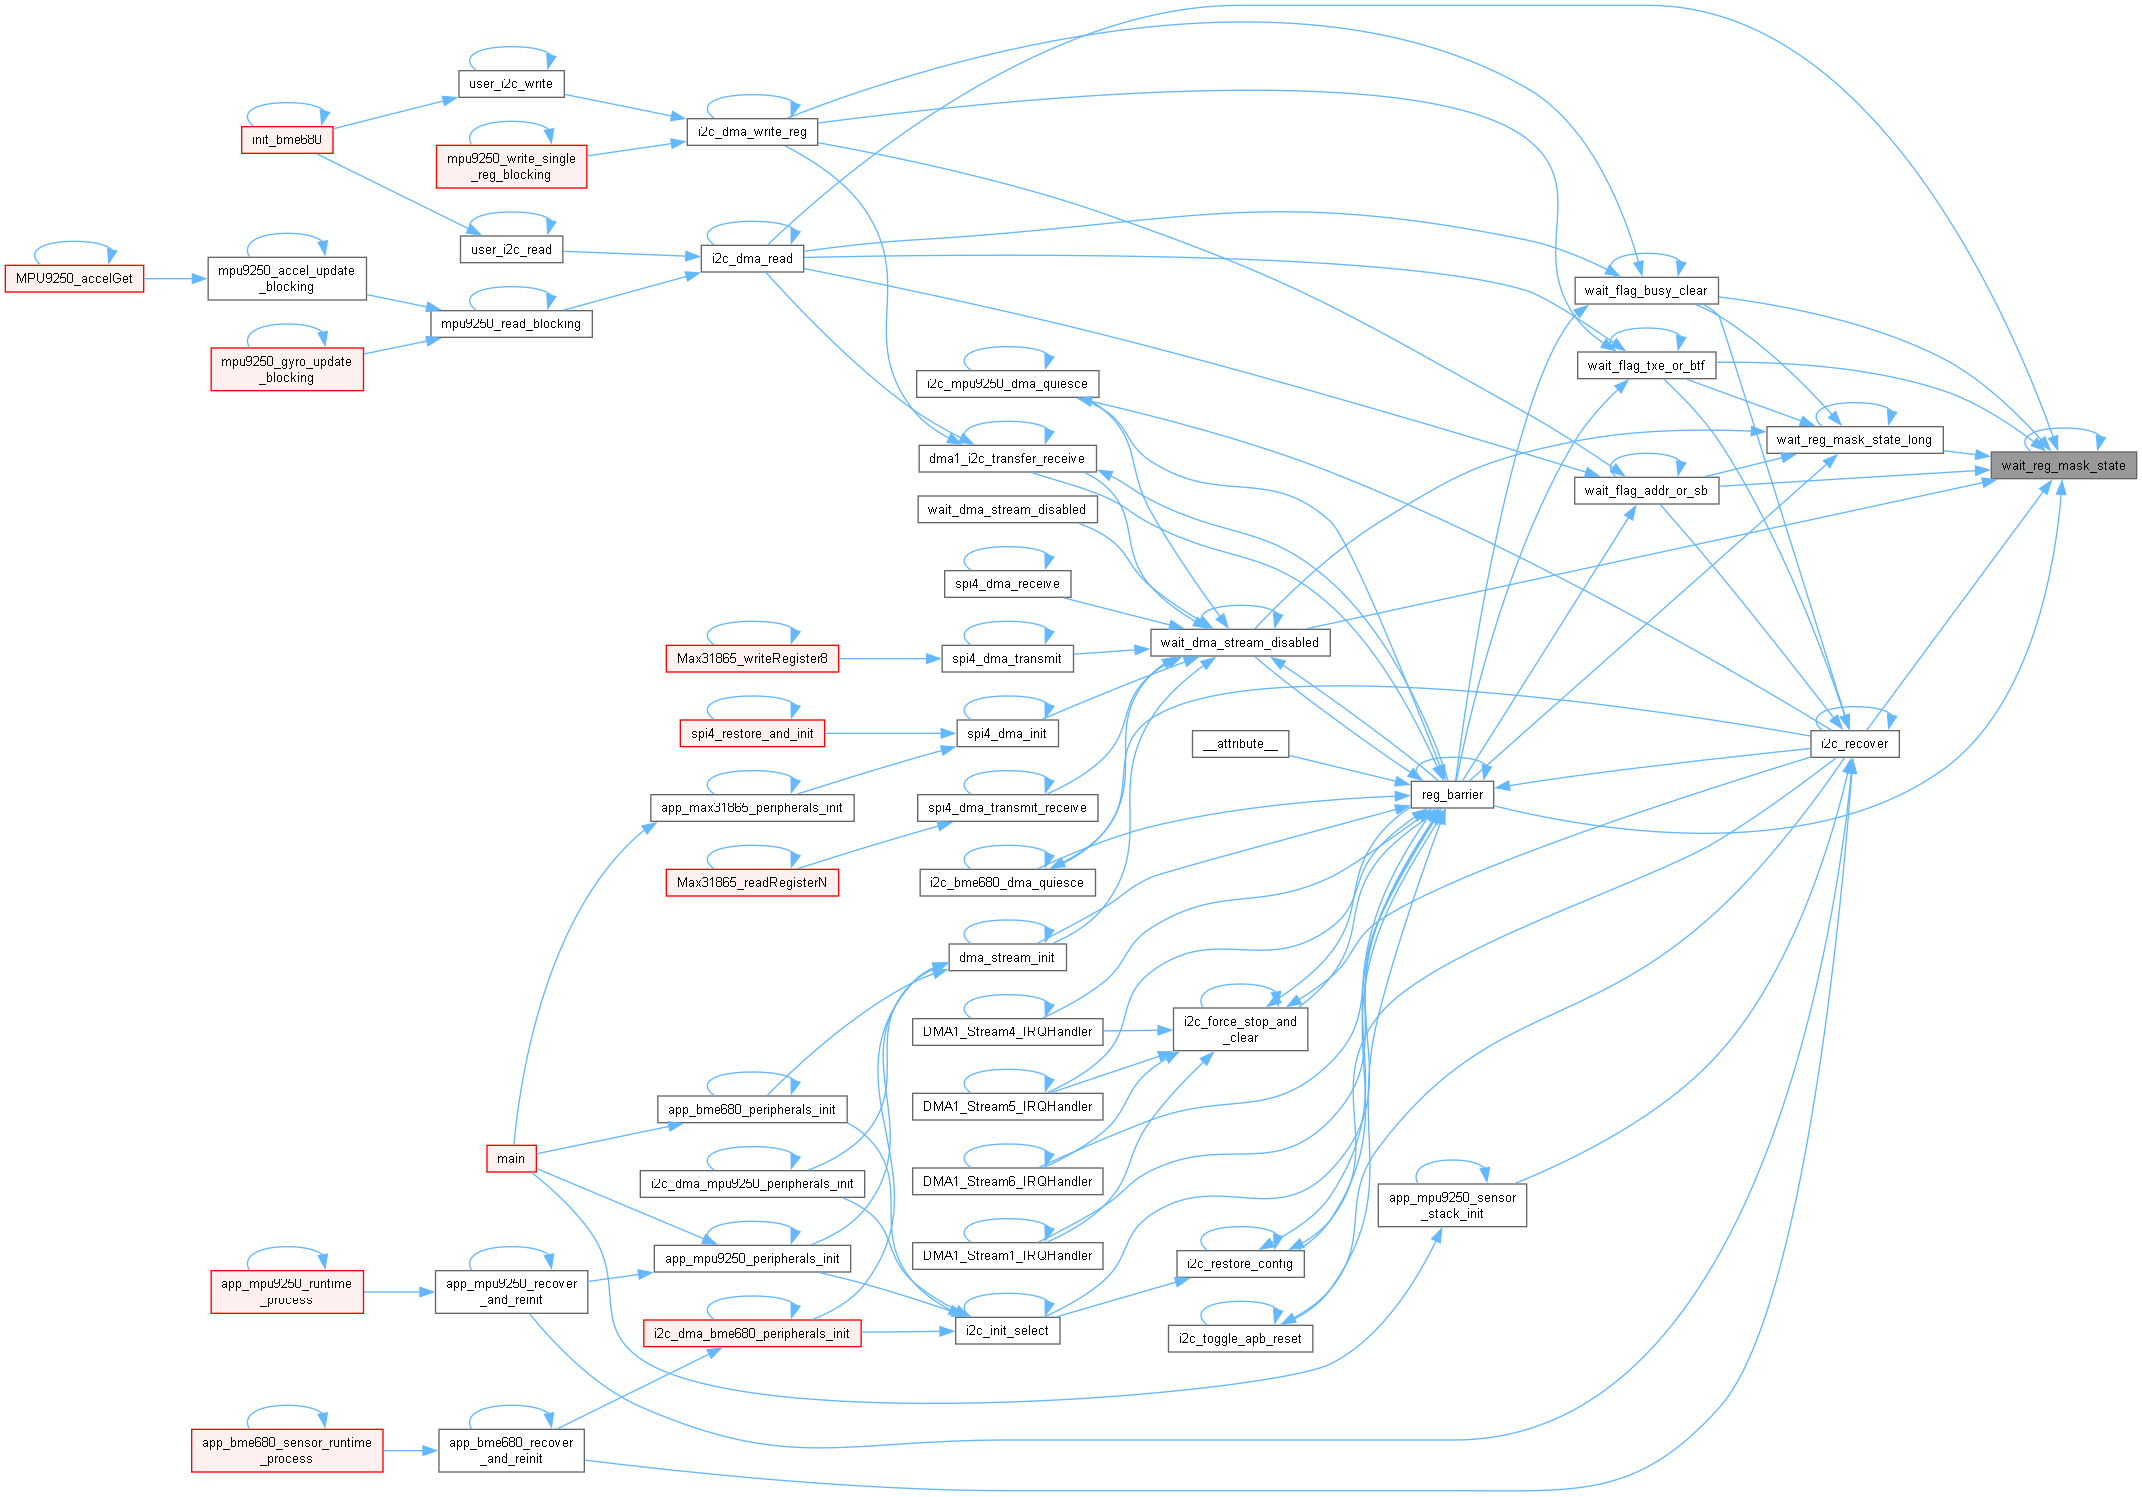 user_i2c_write
init_bme680
i2c_dma_write_reg
mpu9250_write_single
_reg_blocking
user_i2c_read
i2c_dma_read
MPU9250_accelGet
mpu9250_accel_update
_blocking
mpu9250_read_blocking
mpu9250_gyro_update
_blocking
wait_flag_busy_clear
wait_flag_txe_or_btf
i2c_mpu9250_dma_quiesce
wait_reg_mask_state_long
dma1_i2c_transfer_receive
wait_reg_mask_state
wait_flag_addr_or_sb
wait_dma_stream_disabled
spi4_dma_receive
wait_dma_stream_disabled
Max31865_writeRegister8
spi4_dma_transmit
spi4_restore_and_init
spi4_dma_init
__attribute__
i2c_recover
app_max31865_peripherals_init
spi4_dma_transmit_receive
reg_barrier
Max31865_readRegisterN
i2c_bme680_dma_quiesce
dma_stream_init
DMA1_Stream4_IRQHandler
i2c_force_stop_and
_clear
app_bme680_peripherals_init
DMA1_Stream5_IRQHandler
main
i2c_dma_mpu9250_peripherals_init
DMA1_Stream6_IRQHandler
app_mpu9250_sensor
_stack_init
app_mpu9250_peripherals_init
DMA1_Stream1_IRQHandler
i2c_restore_config
app_mpu9250_runtime
_process
app_mpu9250_recover
_and_reinit
i2c_dma_bme680_peripherals_init
i2c_init_select
i2c_toggle_apb_reset
app_bme680_sensor_runtime
_process
app_bme680_recover
_and_reinit